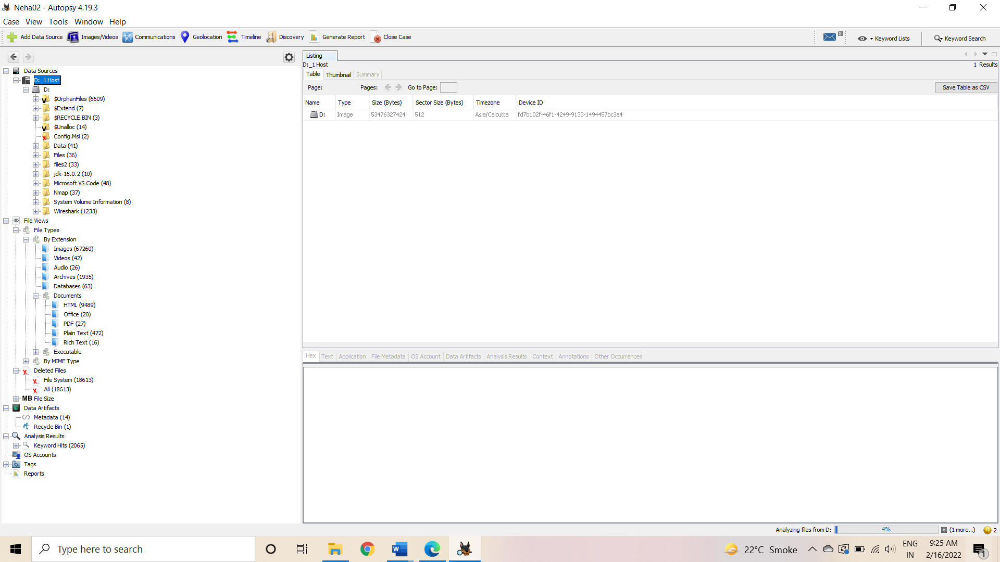 Neha02 - Autopsy 4.19.3
Case View Tools Window Help
Add Data Source Images/Videos Communications Geolocation Timeline Discovery Generate Report Close Case 8 Keyword Lists Keyword Search
Data Sources
D:_1 Host
D:
$OrphanFiles (6609)
$Extend (7)
$RECYCLE.BIN (3)
$Unalloc (14)
Config.Msi (2)
Data (41)
Files (36)
files2 (33)
jdk-16.0.2 (10)
Microsoft VS Code (48)
Nmap (37)
System Volume Information (8)
Wireshark (1233)
File Views
File Types
By Extension
Images (67260)
Videos (42)
Audio (26)
Archives (1935)
Databases (63)
Documents
HTML (9489)
Office (20)
PDF (27)
Plain Text (472)
Rich Text (16)
Executable
By MIME Type
Deleted Files
File System (18613)
All (18613)
MB File Size
Data Artifacts
Metadata (14)
Recycle Bin (1)
Analysis Results
Keyword Hits (2065)
OS Accounts
Tags
Reports
Listing
D:_1 Host 1 Results
Table Thumbnail Summary
Page: Pages: Go to Page: Save Table as CSV
Name Type Size (Bytes) Sector Size (Bytes) Timezone Device ID
D: Image 53476327424 512 Asia/Calcutta fd7b102f-46f1-4249-9133-1494457bc3a4
Hex Text Application File Metadata OS Account Data Artifacts Analysis Results Context Annotations Other Occurrences
Analyzing files from D: 4% (1 more...) 2
Type here to search
22°C Smoke
ENG
IN
9:25 AM
2/16/2022
1